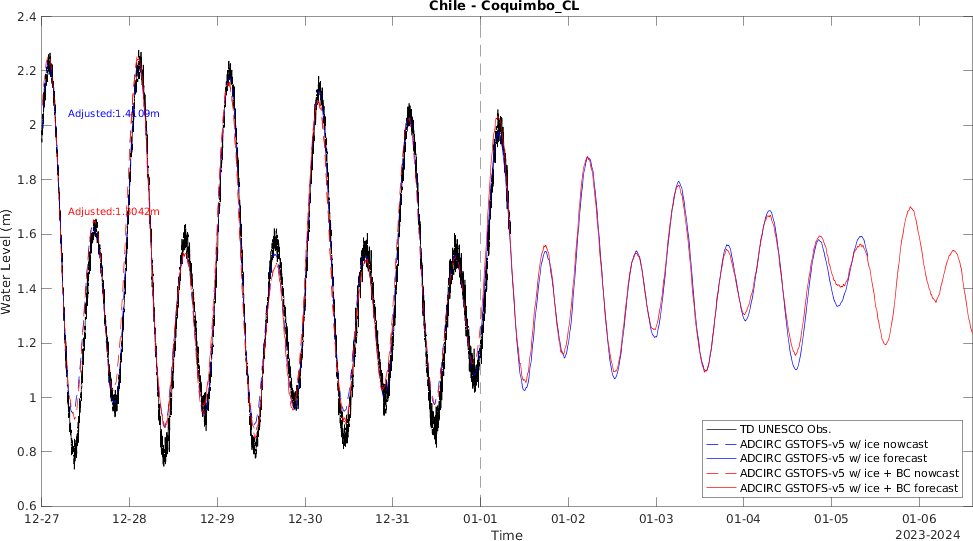 Chile - Coquimbo_CL
2.4
2.2
2
1.8
1.6
1.4
1.2
1
0.8
0.6
Water Level (m)
Adjusted:1.4109m
Adjusted:1.3042m
TD UNESCO Obs.
ADCIRC GSTOFS-v5 w/ ice nowcast
ADCIRC GSTOFS-v5 w/ ice forecast
ADCIRC GSTOFS-v5 w/ ice + BC nowcast
ADCIRC GSTOFS-v5 w/ ice + BC forecast
12-27 12-28 12-29 12-30 12-31 01-01 01-02 01-03 01-04 01-05 01-06
Time
2023-2024